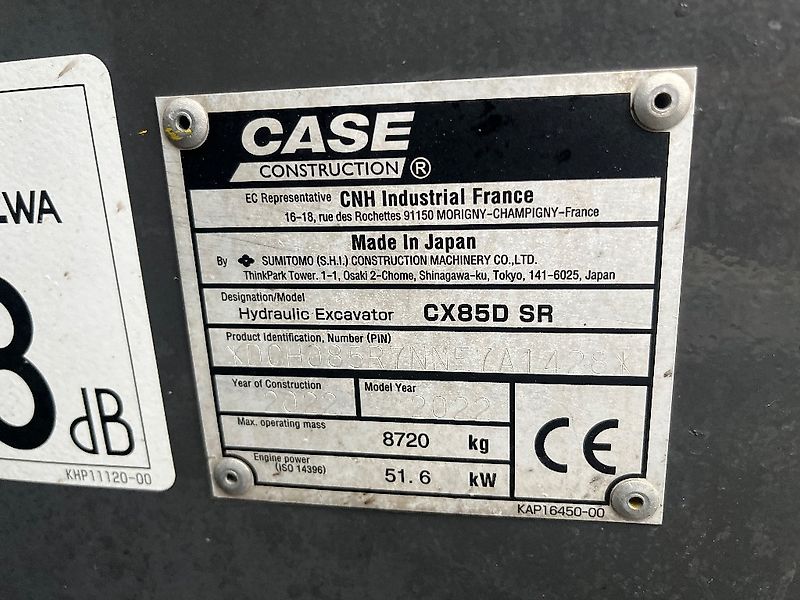 LWA
8
dB
KHP11120-00
CASE
CONSTRUCTION ®
EC Representative CNH Industrial France
16-18, rue des Rochettes 91150 MORIGNY-CHAMPIGNY-France
Made In Japan
By SUMITOMO (S.H.I.) CONSTRUCTION MACHINERY CO.,LTD.
ThinkPark Tower. 1-1, Osaki 2-Chome, Shinagawa-ku, Tokyo, 141-6025, Japan
Designation/Model
Hydraulic Excavator CX85D SR
Product Identification, Number (PIN)
Year of Construction Model Year
2022 2022
Max. operating mass
8720 kg
Engine power
(ISO 14396) 51.6 kW
CE
KAP16450-00